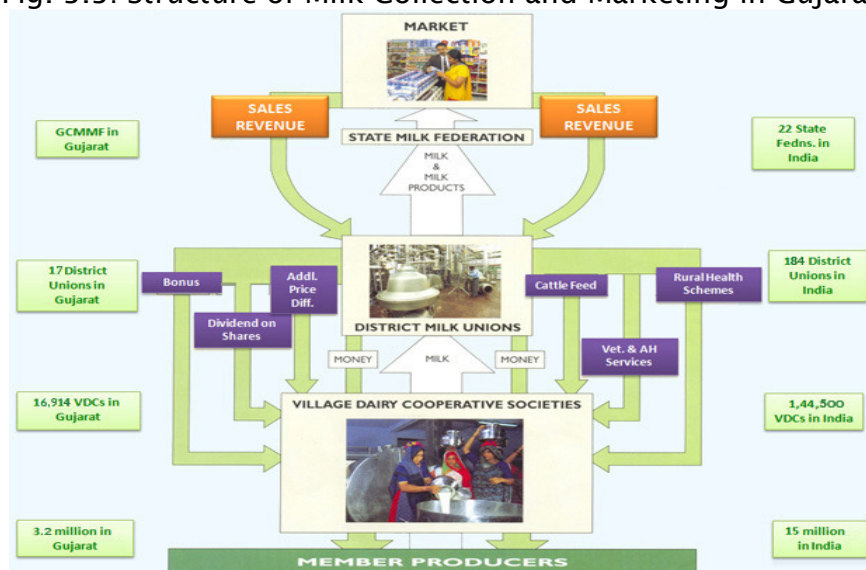 Fig. 3.3: Structure of Milk Collection and Marketing in Gujara
MARKET
SALES
REVENUE
SALES
REVENUE
GCMMF in
Gujarat
STATE MILK FEDERATION
22 State
Fedns. in
India
MILK
&
MILK
PRODUCTS
17 District
Unions in
Gujarat
Bonus
Addl.
Price
Diff.
Dividend on
Shares
DISTRICT MILK UNIONS
Cattle Feed
Rural Health
Schemes
184 District
Unions in
India
Vet. & AH
Services
MONEY
MILK
MONEY
16,914 VDCs in
Gujarat
VILLAGE DAIRY COOPERATIVE SOCIETIES
1,44,500
VDCs in India
3.2 million in
Gujarat
15 million
in India
MEMBER PRODUCERS